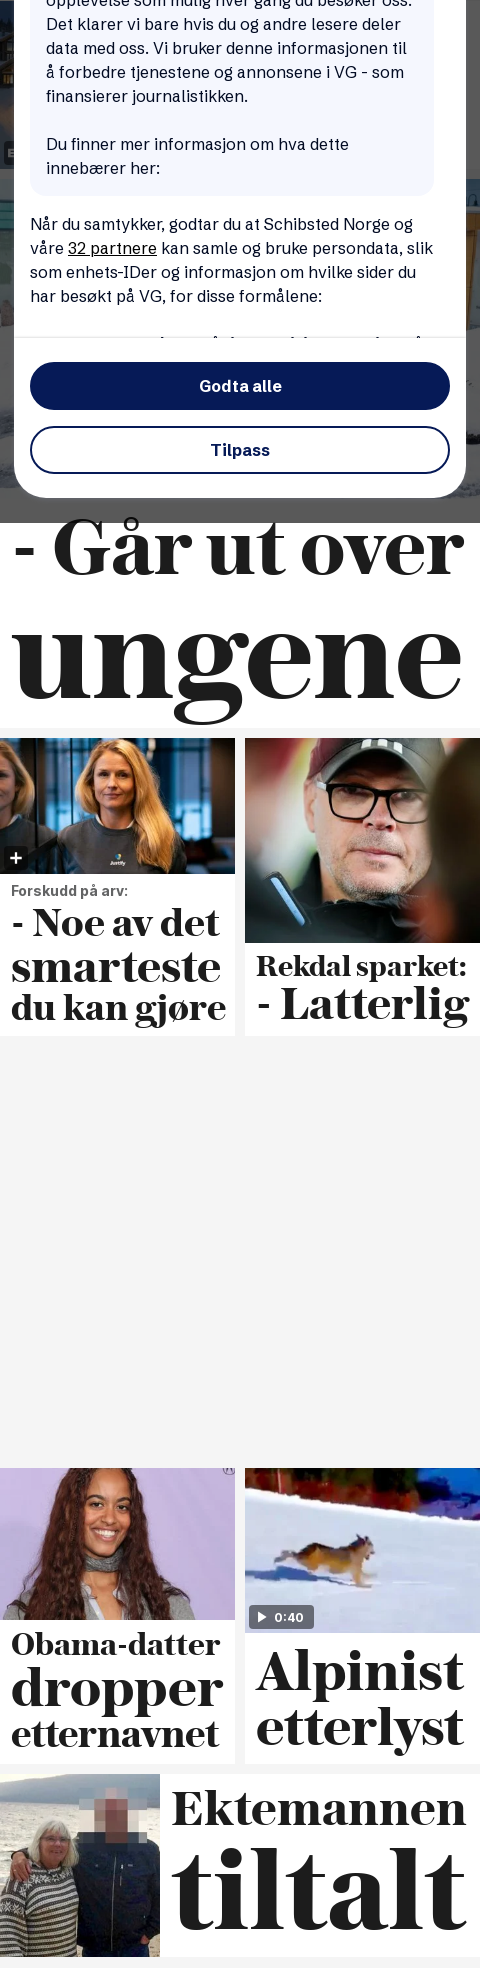 opplevelse som mulig hver gang du besøker oss.
Det klarer vi bare hvis du og andre lesere deler
data med oss. Vi bruker denne informasjonen til
å forbedre tjenestene og annonsene i VG - som
finansierer journalistikken.
Du finner mer informasjon om hva dette
innebærer her:
Når du samtykker, godtar du at Schibsted Norge og
våre 32 partnere kan samle og bruke persondata, slik
som enhets-IDer og informasjon om hvilke sider du
har besøkt på VG, for disse formålene:
Godta alle
Tilpass
- Går ut over
ungene
Justify
Forskudd på arv:
- Noe av det
smarteste
du kan gjøre
Rekdal sparket:
- Latterlig
Obama-datter
dropper
etternavnet
0:40
Alpinist
etterlyst
Ektemannen
tiltalt